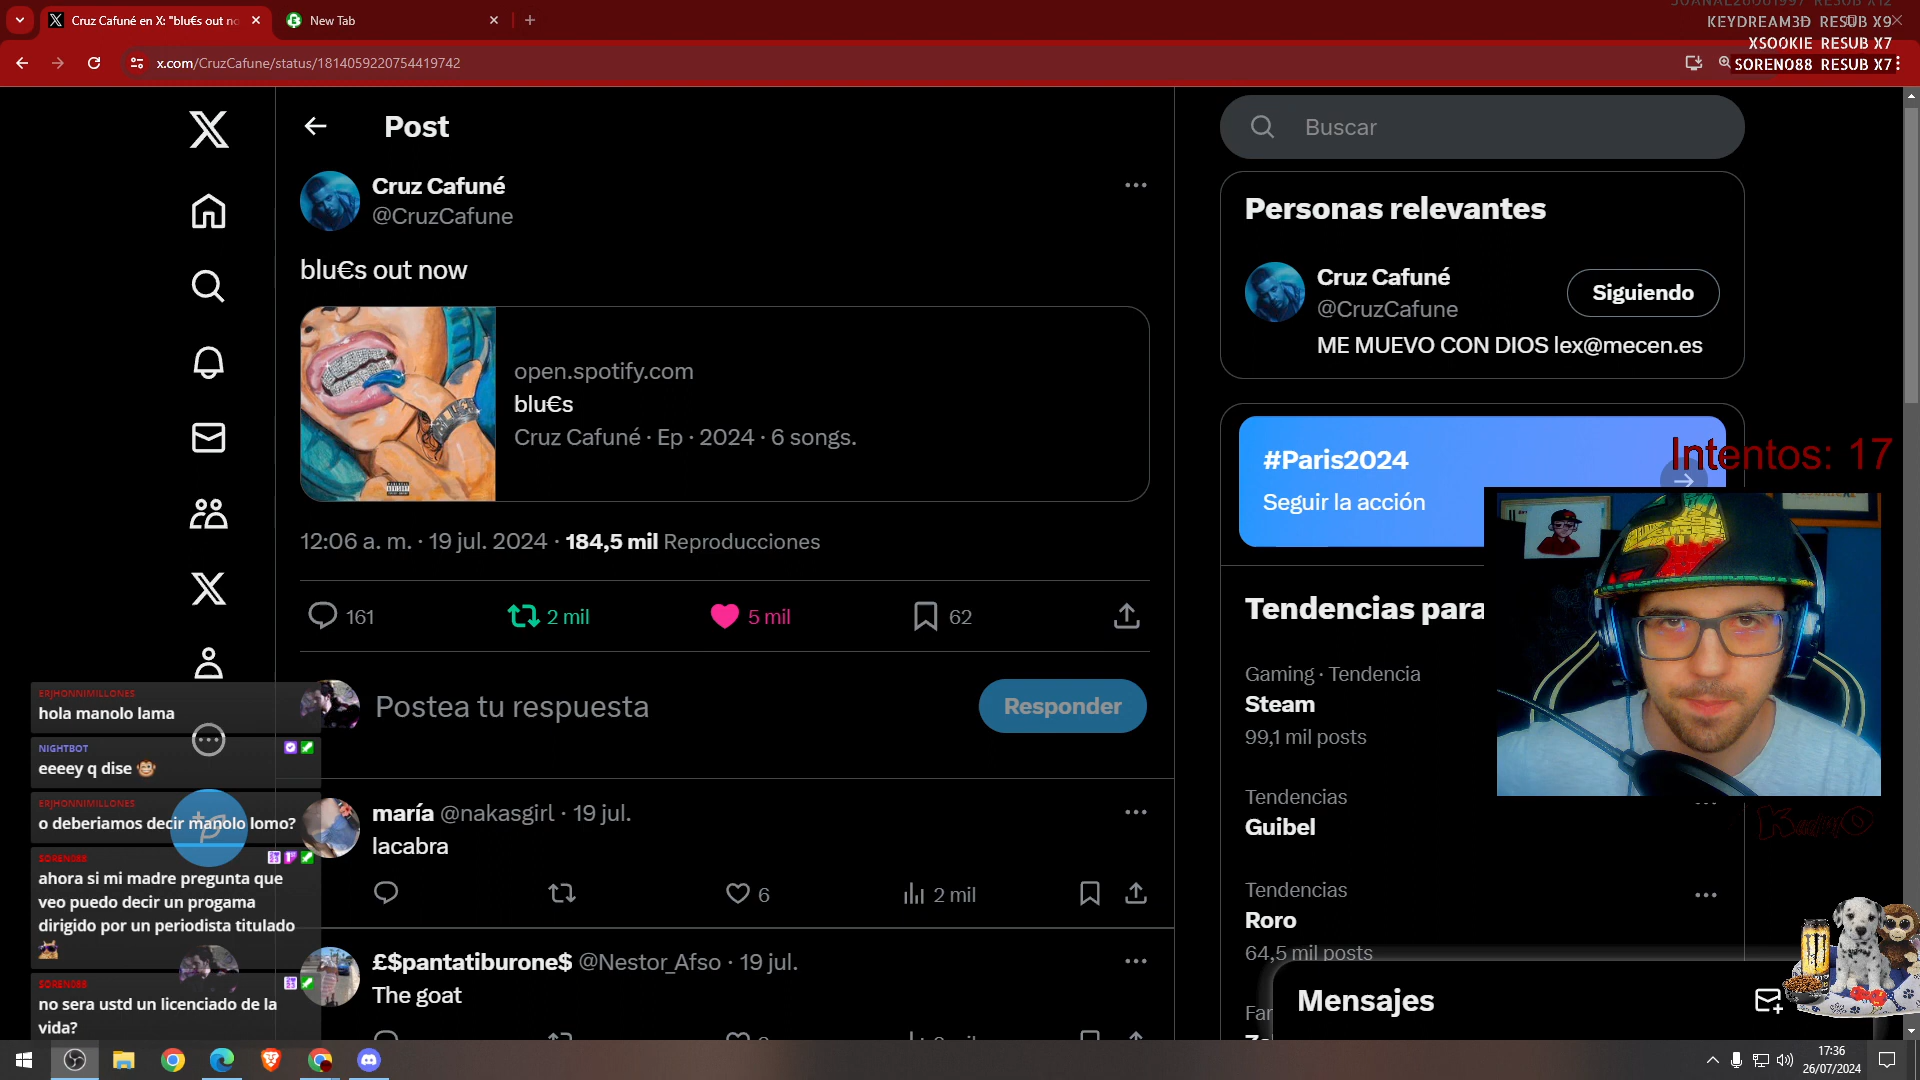 Cruz Cafuné en X: "blu€s out no
New Tab
KEYDREAM3D RESUB X9
XSOOKIE RESUB X7
x.com/CruzCafune/status/1814059220754419742
SOREN088 RESUB X7
Post
Buscar
Cruz Cafuné
@CruzCafune
blu€s out now
open.spotify.com
blu€s
Cruz Cafuné · Ep · 2024 · 6 songs.
12:06 a. m. · 19 jul. 2024 · 184,5 mil Reproducciones
161
2 mil
5 mil
62
Postea tu respuesta
Responder
maría @nakasgirl · 19 jul.
lacabra
6
2 mil
£$pantatiburone$ @Nestor_Afso · 19 jul.
The goat
Personas relevantes
Cruz Cafuné
@CruzCafune
Siguiendo
ME MUEVO CON DIOS lex@mecen.es
#Paris2024
Seguir la acción
Intentos: 17
Tendencias para
Gaming · Tendencia
Steam
99,1 mil posts
Tendencias
Guibel
Tendencias
Roro
64,5 mil posts
Mensajes
ERJHONNIMILLONES
hola manolo lama
NIGHTBOT
eeeey q dise
ERJHONNIMILLONES
o deberiamos decir manolo lomo?
SOREN088
ahora si mi madre pregunta que
veo puedo decir un progama
dirigido por un periodista titulado
SOREN088
no sera ustd un licenciado de la
vida?
17:36
26/07/2024